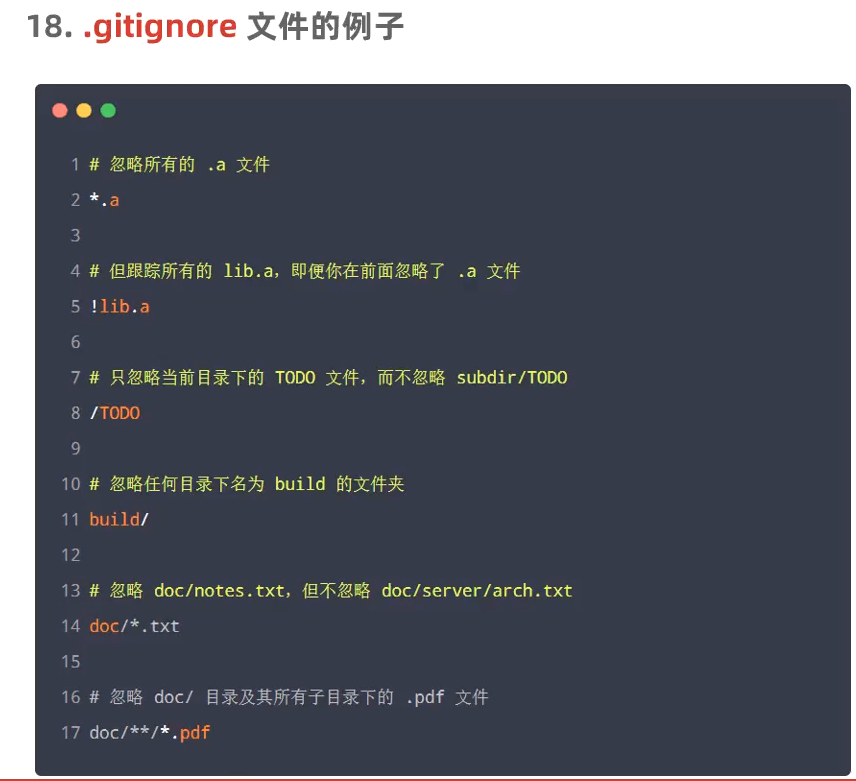 18. .gitignore 文件的例子
1 # 忽略所有的 .a 文件
2 *.a
3
4 # 但跟踪所有的 lib.a，即便你在前面忽略了 .a 文件
5 !lib.a
6
7 # 只忽略当前目录下的 TODO 文件，而不忽略 subdir/TODO
8 /TODO
9
10 # 忽略任何目录下名为 build 的文件夹
11 build/
12
13 # 忽略 doc/notes.txt，但不忽略 doc/server/arch.txt
14 doc/*.txt
15
16 # 忽略 doc/ 目录及其所有子目录下的 .pdf 文件
17 doc/**/*.pdf